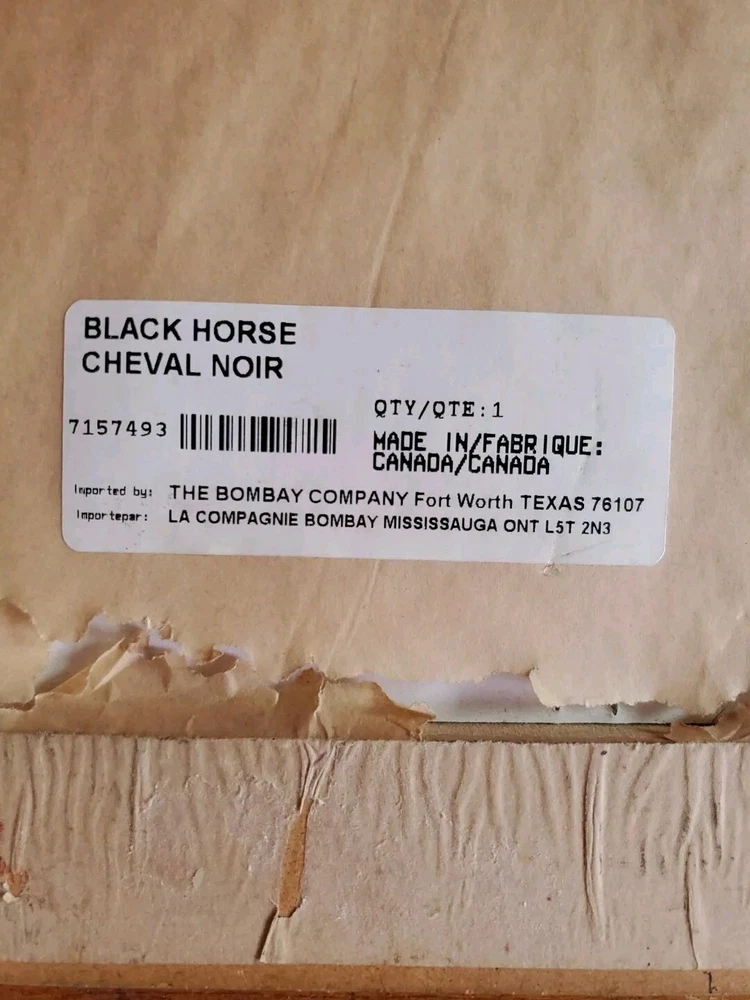 BLACK HORSE
CHEVAL NOIR
7157493
QTY/QTE:1
MADE IN/FABRIQUE:
CANADA/CANADA
Imported by: THE BOMBAY COMPANY Fort Worth TEXAS 76107
Importepar: LA COMPAGNIE BOMBAY MISSISSAUGA ONT L5T 2N3